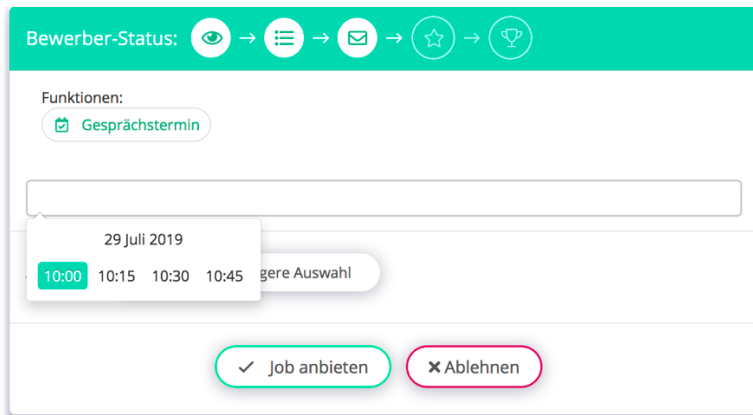 Bewerber-Status:
Funktionen:
Gesprächstermin
29 Juli 2019
10:00 10:15 10:30 10:45
gere Auswahl
Job anbieten
Ablehnen